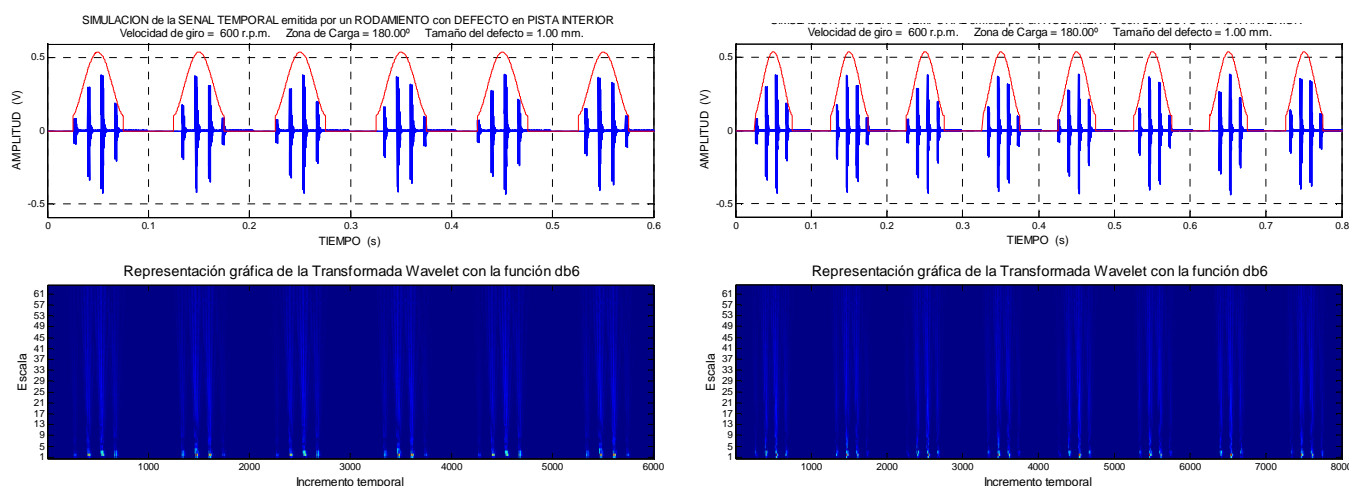 SIMULACION de la SENAL TEMPORAL emitida por un RODAMIENTO con DEFECTO en PISTA INTERIOR
Velocidad de giro = 600 r.p.m. Zona de Carga = 180.00º Tamaño del defecto = 1.00 mm.
0.5
0
-0.5
AMPLITUD (V)
0 0.1 0.2 0.3 0.4 0.5 0.6
TIEMPO (s)
Representación gráfica de la Transformada Wavelet con la función db6
61
57
53
49
45
41
37
33
29
25
21
17
13
9
5
1
Escala
1000 2000 3000 4000 5000 6000
Incremento temporal
Velocidad de giro = 600 r.p.m. Zona de Carga = 180.00º Tamaño del defecto = 1.00 mm.
0.5
0
-0.5
AMPLITUD (V)
0 0.1 0.2 0.3 0.4 0.5 0.6 0.7 0.8
TIEMPO (s)
Representación gráfica de la Transformada Wavelet con la función db6
61
57
53
49
45
41
37
33
29
25
21
17
13
9
5
1
Escala
1000 2000 3000 4000 5000 6000 7000 8000
Incremento temporal